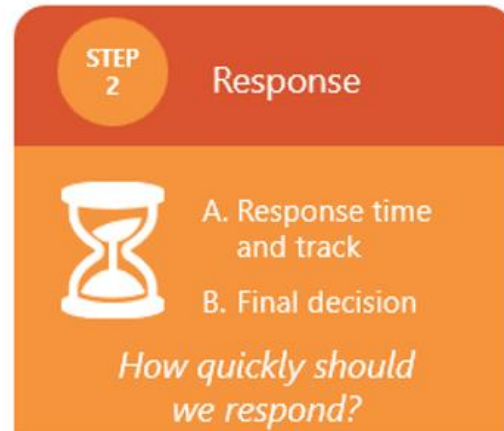 STEP
2
Response
A. Response time
and track
B. Final decision
How quickly should
we respond?